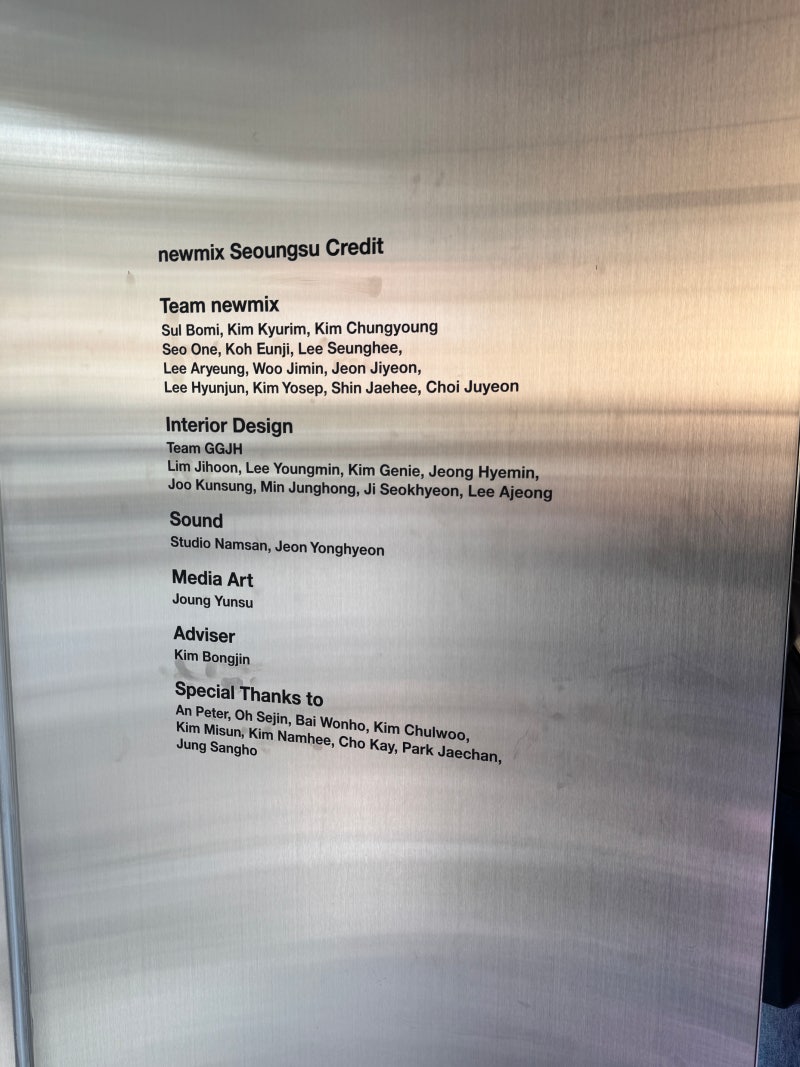 newmix Seoungsu Credit
Team newmix
Sul Bomi, Kim Kyurim, Kim Chungyoung
Seo One, Koh Eunji, Lee Seunghee,
Lee Aryeung, Woo Jimin, Jeon Jiyeon,
Lee Hyunjun, Kim Yosep, Shin Jaehee, Choi Juyeon
Interior Design
Team GGJH
Lim Jihoon, Lee Youngmin, Kim Genie, Jeong Hyemin,
Joo Kunsung, Min Junghong, Ji Seokhyeon, Lee Ajeong
Sound
Studio Namsan, Jeon Yonghyeon
Media Art
Joung Yunsu
Adviser
Kim Bongjin
Special Thanks to
An Peter, Oh Sejin, Bai Wonho, Kim Chulwoo,
Kim Misun, Kim Namhee, Cho Kay, Park Jaechan,
Jung Sangho